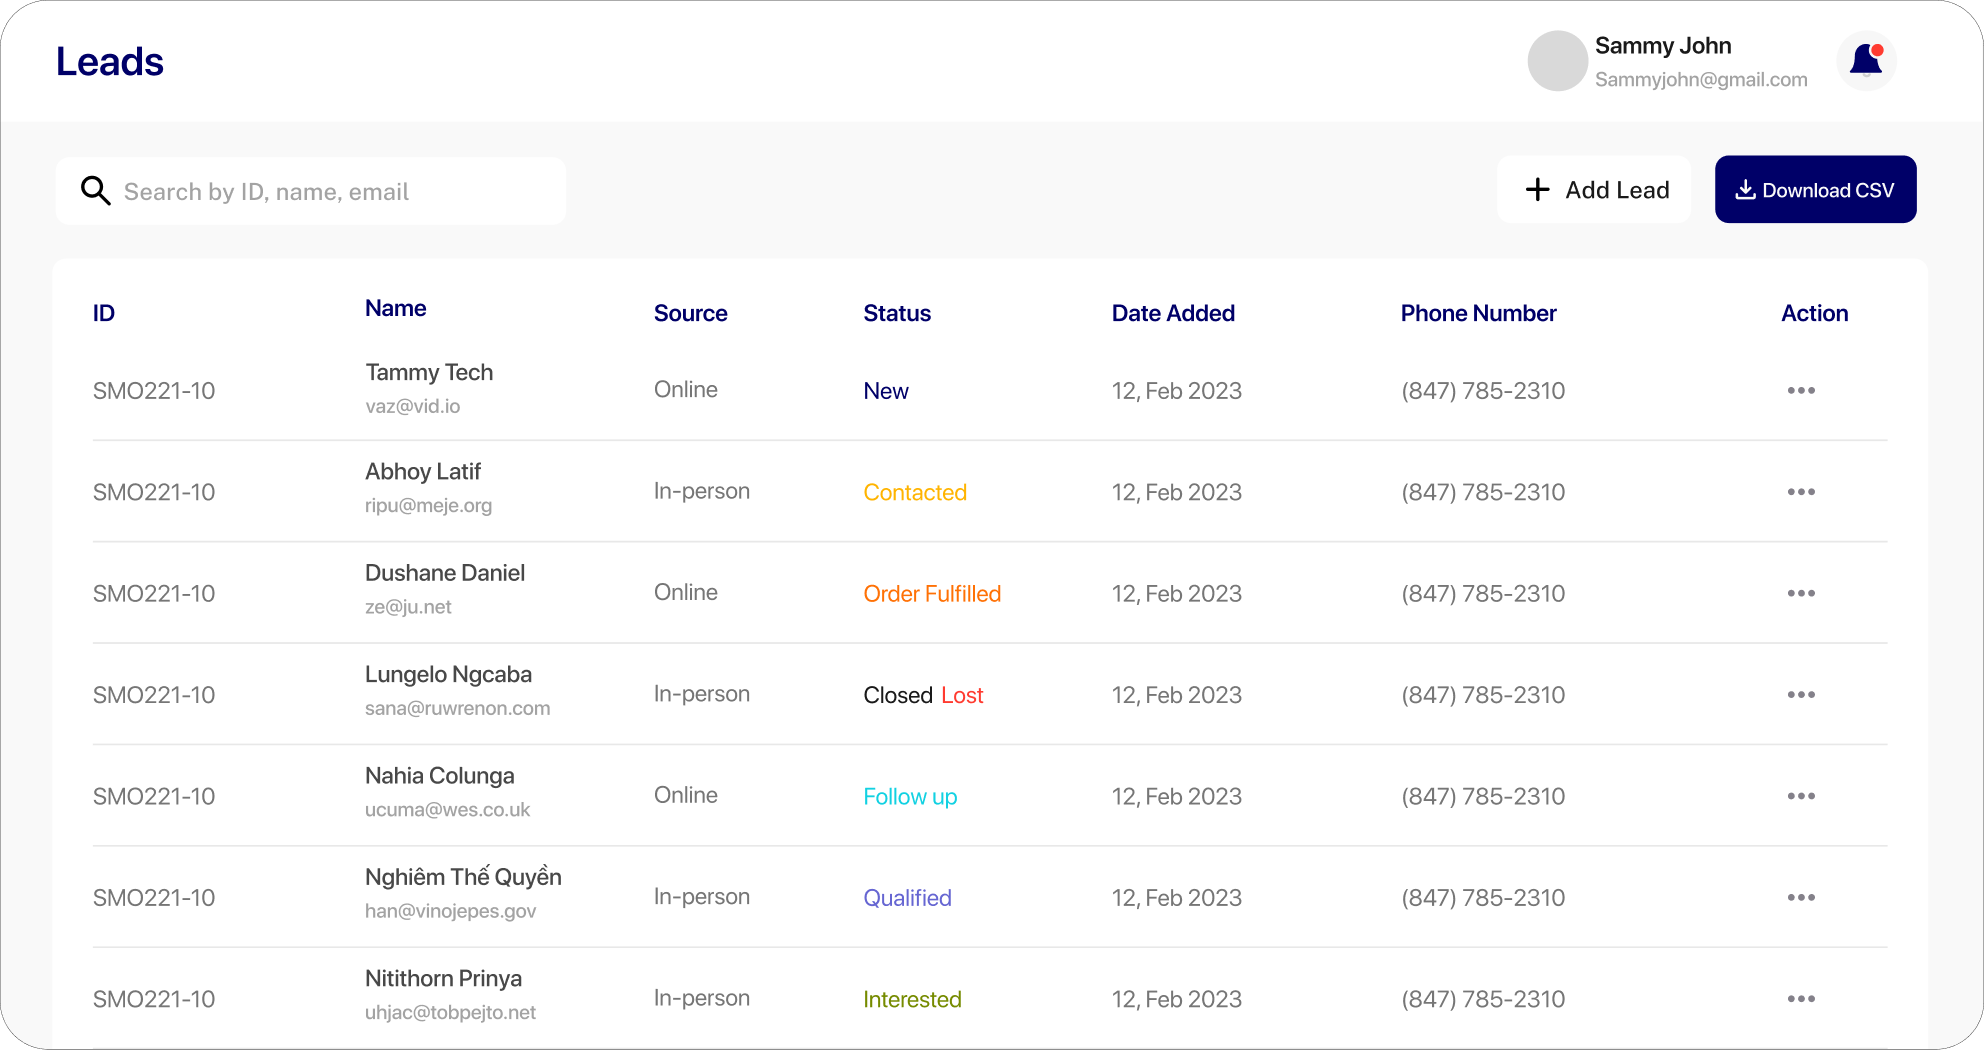 Leads
Sammy John
Sammyjohn@gmail.com
Search by ID, name, email
Add Lead
Download CSV
ID Name Source Status Date Added Phone Number Action
SMO221-10 Tammy Tech Online New 12, Feb 2023 (847) 785-2310
vaz@vid.io
SMO221-10 Abhoy Latif In-person Contacted 12, Feb 2023 (847) 785-2310
ripu@meje.org
SMO221-10 Dushane Daniel Online Order Fulfilled 12, Feb 2023 (847) 785-2310
ze@ju.net
SMO221-10 Lungelo Ngcaba In-person Closed Lost 12, Feb 2023 (847) 785-2310
sana@ruwrenon.com
SMO221-10 Nahia Colunga Online Follow up 12, Feb 2023 (847) 785-2310
ucuma@wes.co.uk
SMO221-10 Nghiêm Thế Quyền In-person Qualified 12, Feb 2023 (847) 785-2310
han@vinojepes.gov
SMO221-10 Nitithorn Prinya In-person Interested 12, Feb 2023 (847) 785-2310
uhjac@tobpejto.net